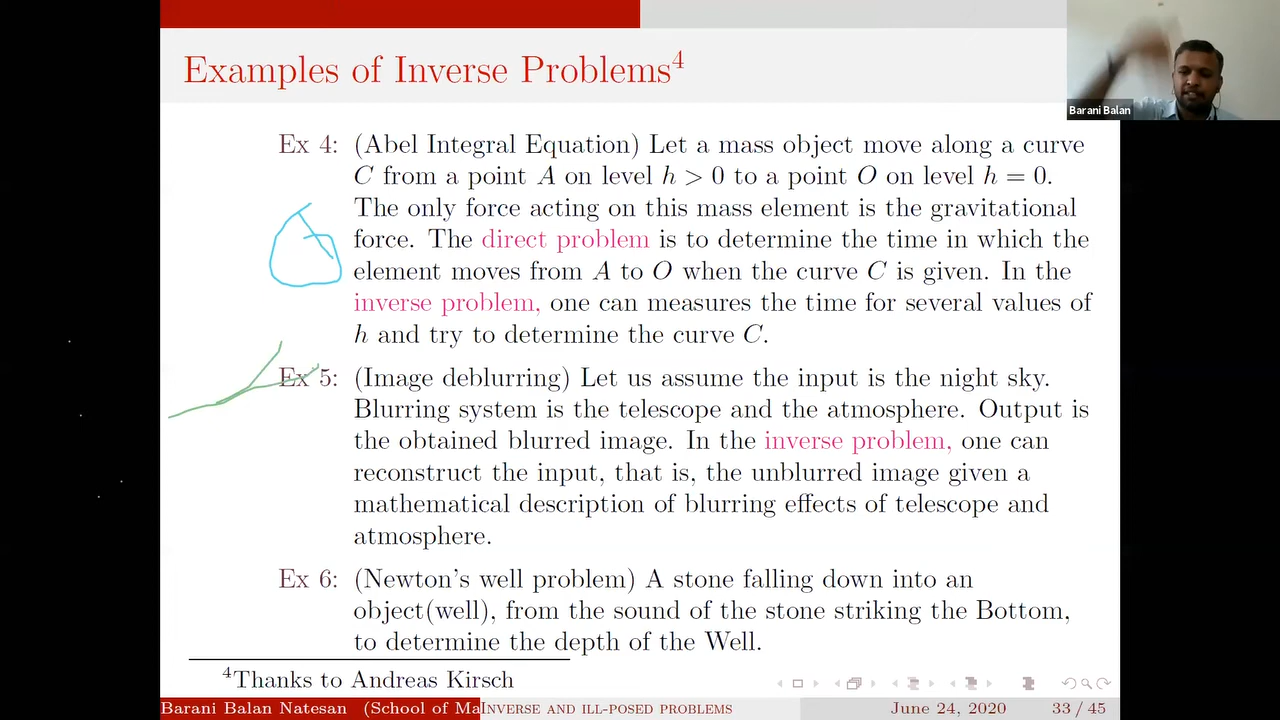 Examples of Inverse Problems4
Barani Balan
Ex 4: (Abel Integral Equation) Let a mass object move along a curve
C from a point A on level h > 0 to a point O on level h = 0.
The only force acting on this mass element is the gravitational
force. The direct problem is to determine the time in which the
element moves from A to O when the curve C is given. In the
inverse problem, one can measures the time for several values of
h and try to determine the curve C.
Ex 5: (Image deblurring) Let us assume the input is the night sky.
Blurring system is the telescope and the atmosphere. Output is
the obtained blurred image. In the inverse problem, one can
reconstruct the input, that is, the unblurred image given a
mathematical description of blurring effects of telescope and
atmosphere.
Ex 6: (Newton's well problem) A stone falling down into an
object(well), from the sound of the stone striking the Bottom,
to determine the depth of the Well.
4Thanks to Andreas Kirsch
Barani Balan Natesan (School of Ma INVERSE AND ILL-POSED PROBLEMS June 24, 2020 33 / 45